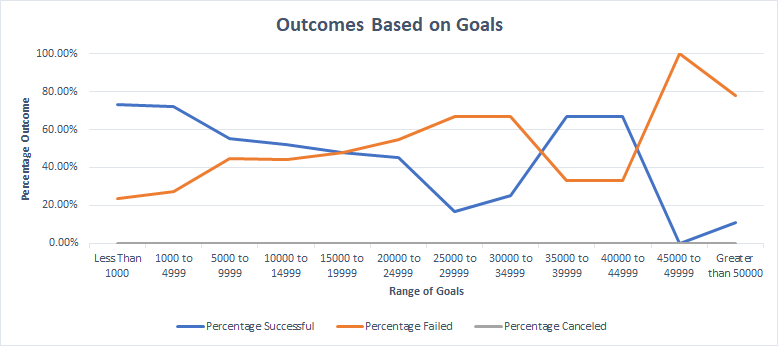 Outcomes Based on Goals
100.00%
80.00%
60.00%
40.00%
20.00%
0.00%
Percentage Outcome
Less Than 1000 to 5000 to 10000 to 15000 to 20000 to 25000 to 30000 to 35000 to 40000 to 45000 to Greater
1000 4999 9999 14999 19999 24999 29999 34999 39999 44999 49999 than 50000
Range of Goals
Percentage Successful Percentage Failed Percentage Canceled